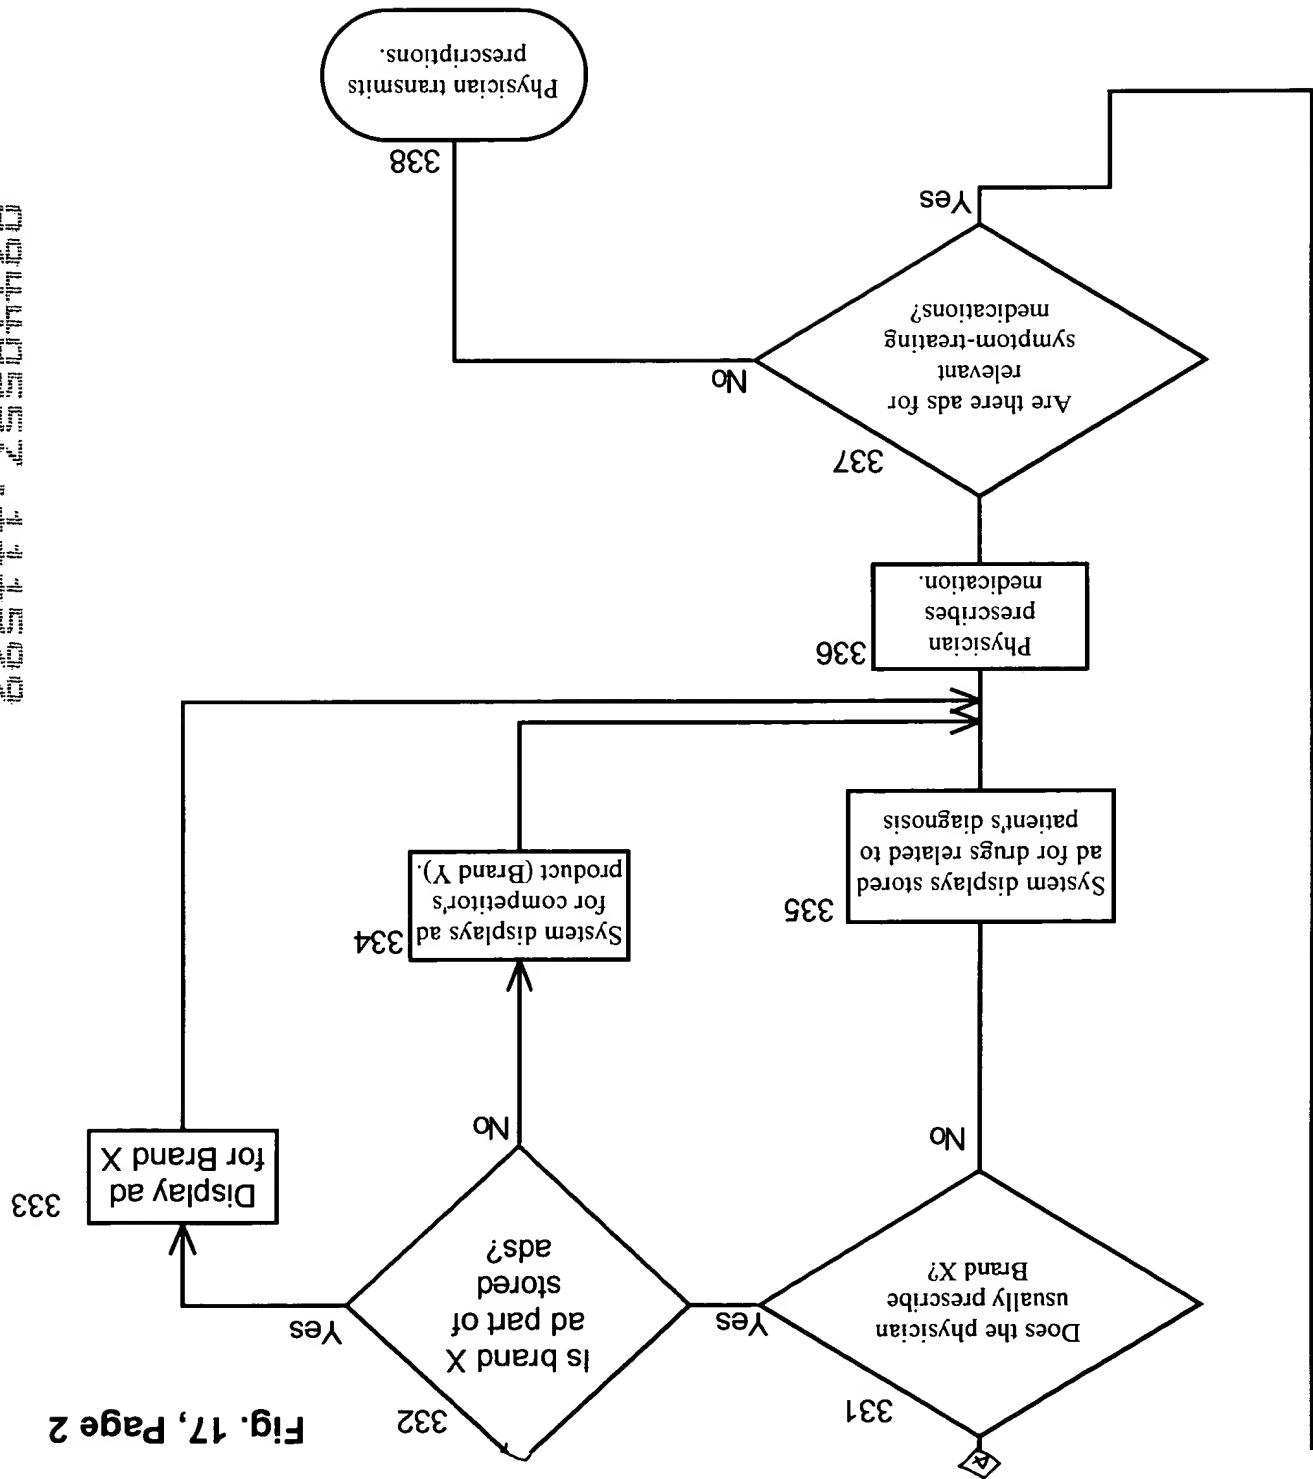 Fig. 17, Page 2
A
331
Does the physician
usually prescribe
Brand X?
Yes
No
332
Is brand X
ad part of
stored
ads?
Yes
No
333
Display ad
for Brand X
334
System displays ad
for competitor's
product (Brand Y).
335
System displays stored
ad for drugs related to
patient's diagnosis
336
Physician
prescribes
medication.
337
Are there ads for
relevant
symptom-treating
medications?
No
Yes
338
Physician transmits
prescriptions.